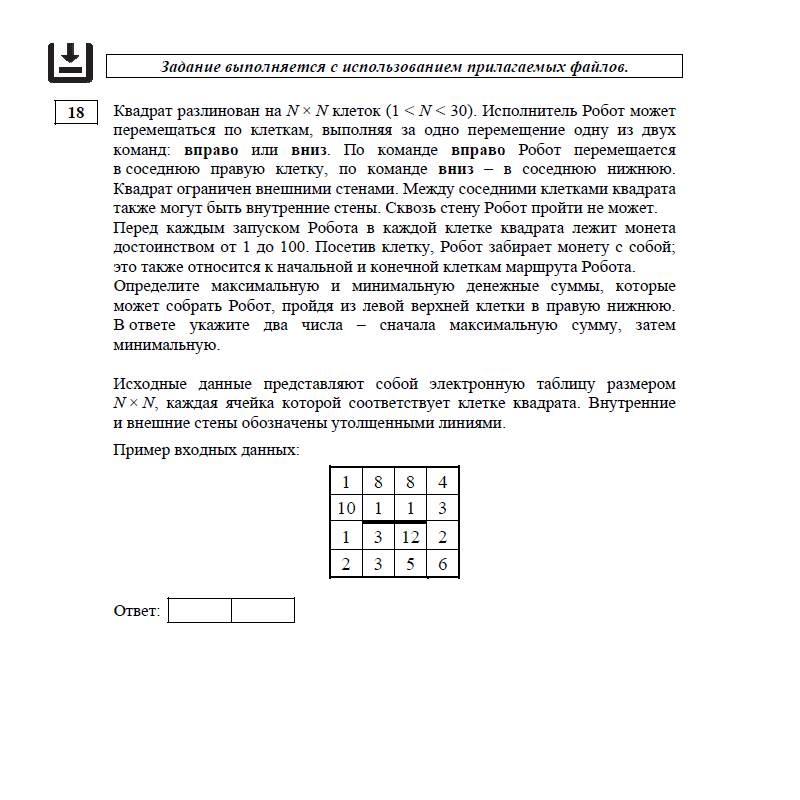 Задание выполняется с использованием прилагаемых файлов.
18
Квадрат разлинован на N × N клеток (1 < N < 30). Исполнитель Робот может
перемещаться по клеткам, выполняя за одно перемещение одну из двух
команд: вправо или вниз. По команде вправо Робот перемещается
в соседнюю правую клетку, по команде вниз – в соседнюю нижнюю.
Квадрат ограничен внешними стенами. Между соседними клетками квадрата
также могут быть внутренние стены. Сквозь стену Робот пройти не может.
Перед каждым запуском Робота в каждой клетке квадрата лежит монета
достоинством от 1 до 100. Посетив клетку, Робот забирает монету с собой;
это также относится к начальной и конечной клеткам маршрута Робота.
Определите максимальную и минимальную денежные суммы, которые
может собрать Робот, пройдя из левой верхней клетки в правую нижнюю.
В ответе укажите два числа – сначала максимальную сумму, затем
минимальную.
Исходные данные представляют собой электронную таблицу размером
N × N, каждая ячейка которой соответствует клетке квадрата. Внутренние
и внешние стены обозначены утолщенными линиями.
Пример входных данных:
1 8 8 4
10 1 1 3
1 3 12 2
2 3 5 6
Ответ: